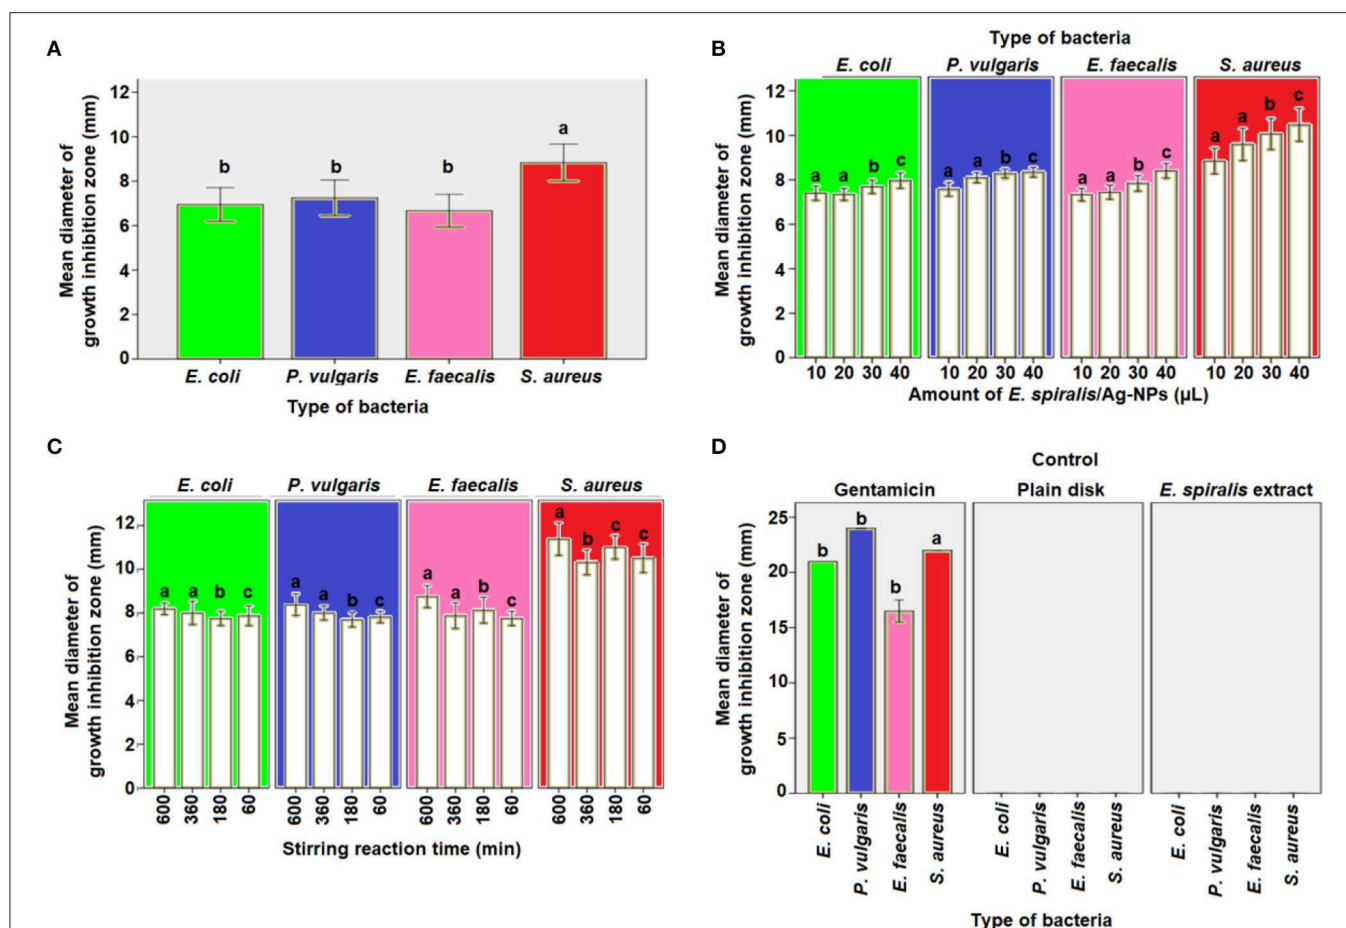 A
Mean diameter of
growth inhibition zone (mm)
12
10
8
6
4
2
0
b
b
b
a
E. coli
P. vulgaris
E. faecalis
S. aureus
Type of bacteria
B
Type of bacteria
E. coli
P. vulgaris
E. faecalis
S. aureus
Mean diameter of
growth inhibition zone (mm)
12
10
8
6
4
2
0
a a b c
a a b c
a a b c
a a b c
10 20 30 40
10 20 30 40
10 20 30 40
10 20 30 40
Amount of E. spiralis/Ag-NPs (µL)
C
E. coli
P. vulgaris
E. faecalis
S. aureus
Mean diameter of
growth inhibition zone (mm)
12
10
8
6
4
2
0
a a b c
a a b c
a a b c
a b c c
600 360 180 60
600 360 180 60
600 360 180 60
600 360 180 60
Stirring reaction time (min)
D
Control
Gentamicin
Plain disk
E. spiralis extract
Mean diameter of
growth inhibition zone (mm)
25
20
15
10
5
0
b
b
b
a
E. coli
P. vulgaris
E. faecalis
S. aureus
E. coli
P. vulgaris
E. faecalis
S. aureus
E. coli
P. vulgaris
E. faecalis
S. aureus
Type of bacteria